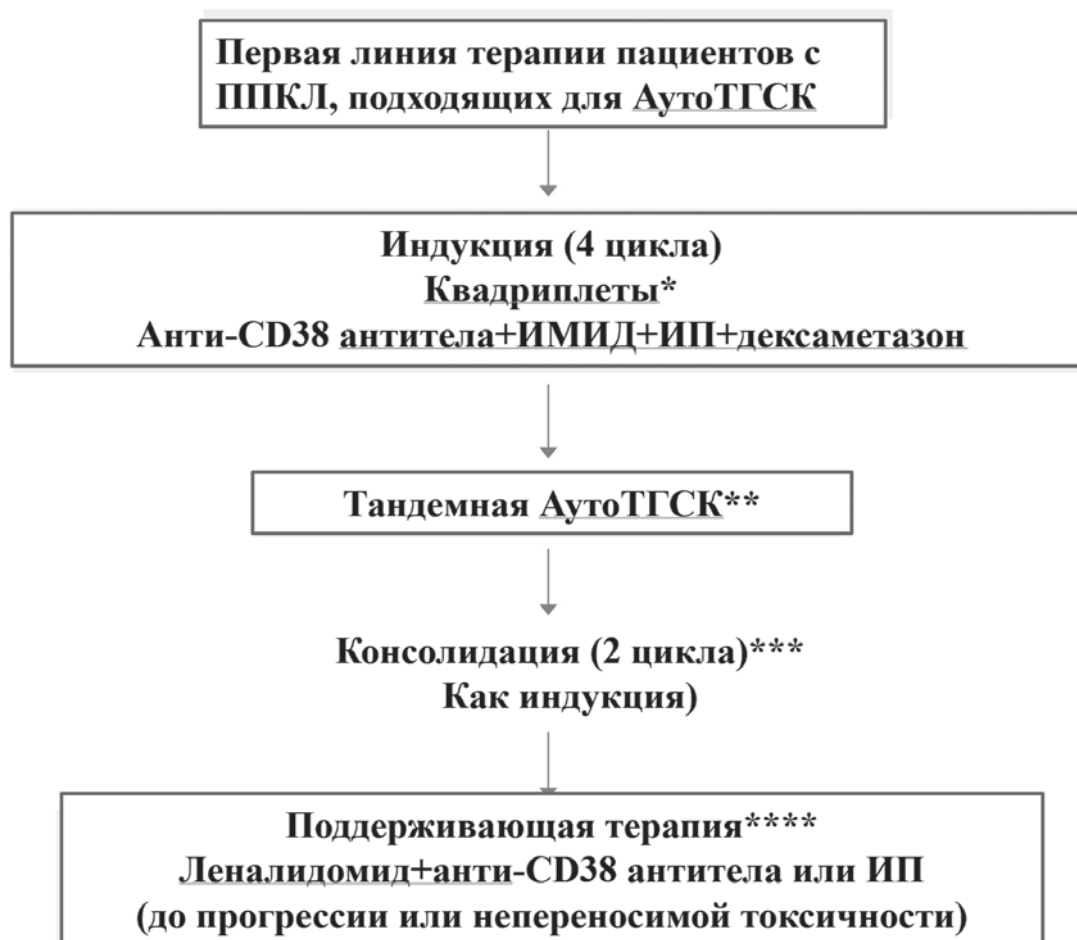 Первая линия терапии пациентов с
ППКЛ, подходящих для АутоТГСК
Индукция (4 цикла)
Квадриплеты*
Анти-CD38 антитела+ИМИД+ИП+дексаметазон
Тандемная АутоТГСК**
Консолидация (2 цикла)***
Как индукция)
Поддерживающая терапия****
Леналидомид+анти-CD38 антитела или ИП
(до прогрессии или непереносимой токсичности)